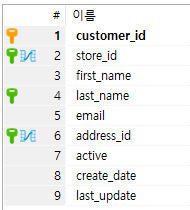 # 이름
1 customer_id
2 store_id
3 first_name
4 last_name
5 email
6 address_id
7 active
8 create_date
9 last_update